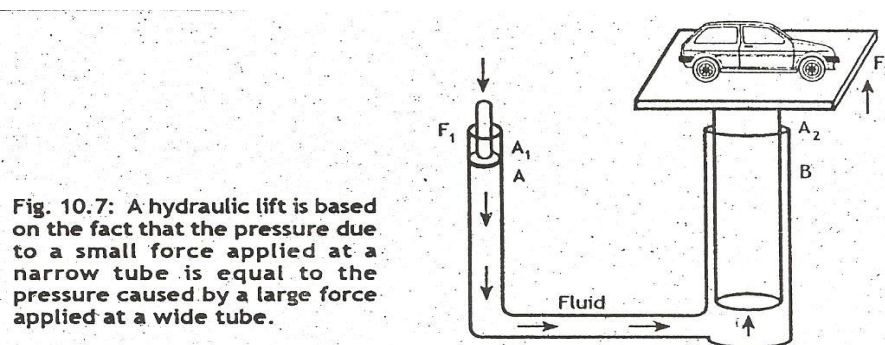 Fig. 10.7: A hydraulic lift is based
on the fact that the pressure due
to a small force applied at a
narrow tube is equal to the
pressure caused by a large force
applied at a wide tube.
F₁
A₁
A
F
A₂
B
Fluid